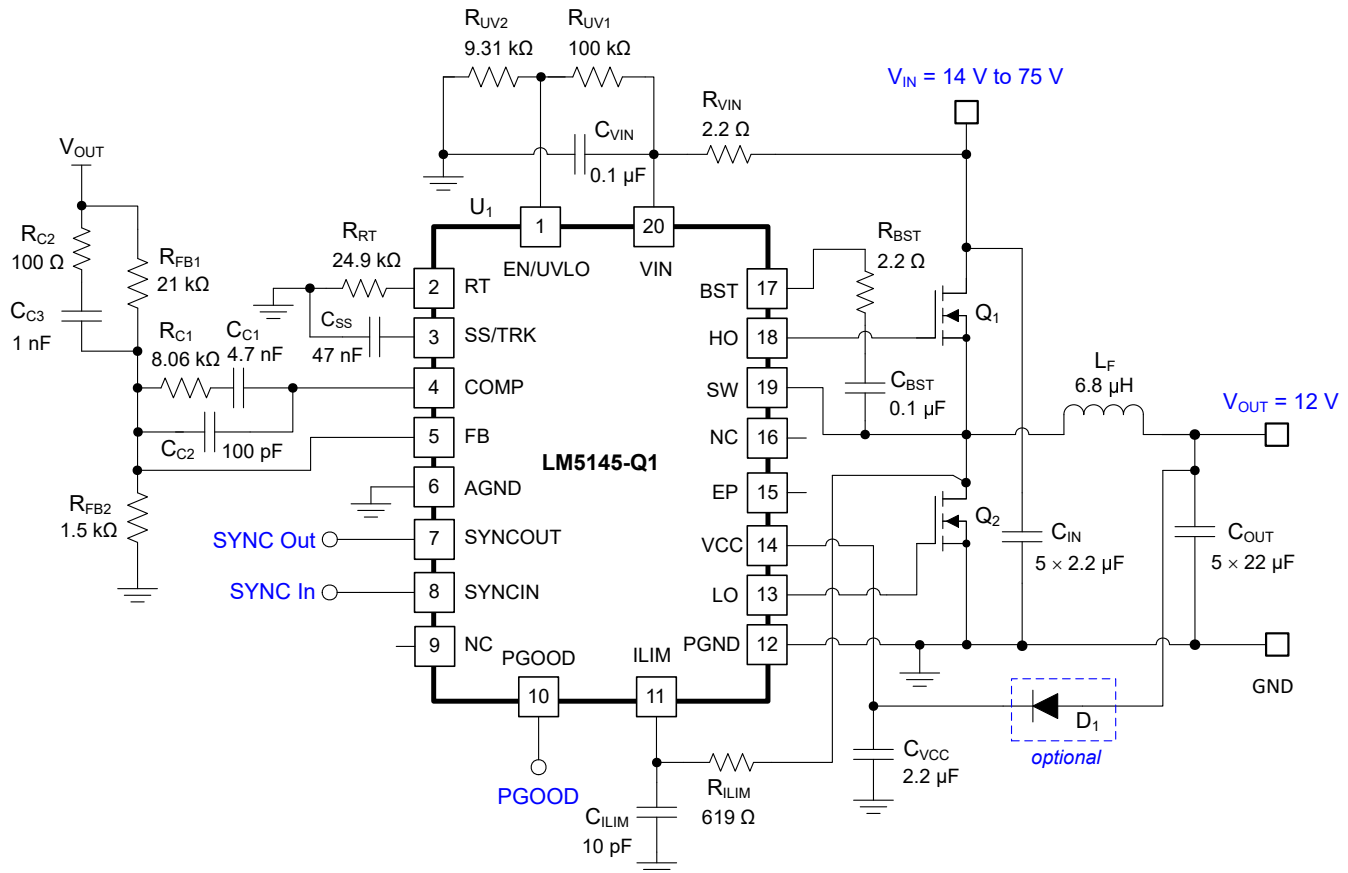 RUV2
9.31 kΩ
RUV1
100 kΩ
VIN = 14 V to 75 V
RVIN
2.2 Ω
CVIN
0.1 µF
VOUT
RC2
100 Ω
RFB1
21 kΩ
CC3
1 nF
RC1
8.06 kΩ
CC1
4.7 nF
CC2
100 pF
RFB2
1.5 kΩ
RRT
24.9 kΩ
CSS
47 nF
U1
1
EN/UVLO
20
VIN
2
RT
3
SS/TRK
4
COMP
5
FB
6
AGND
SYNC Out
7
SYNCOUT
SYNC In
8
SYNCIN
9
NC
PGOOD
10
PGOOD
ILIM
11
LM5145-Q1
BST
17
HO
18
SW
19
NC
16
EP
15
VCC
14
LO
13
PGND
12
RBST
2.2 Ω
CBST
0.1 µF
Q1
Q2
LF
6.8 µH
VOUT = 12 V
CIN
5 × 2.2 µF
COUT
5 × 22 µF
GND
D1
optional
CVCC
2.2 µF
RILIM
619 Ω
CILIM
10 pF